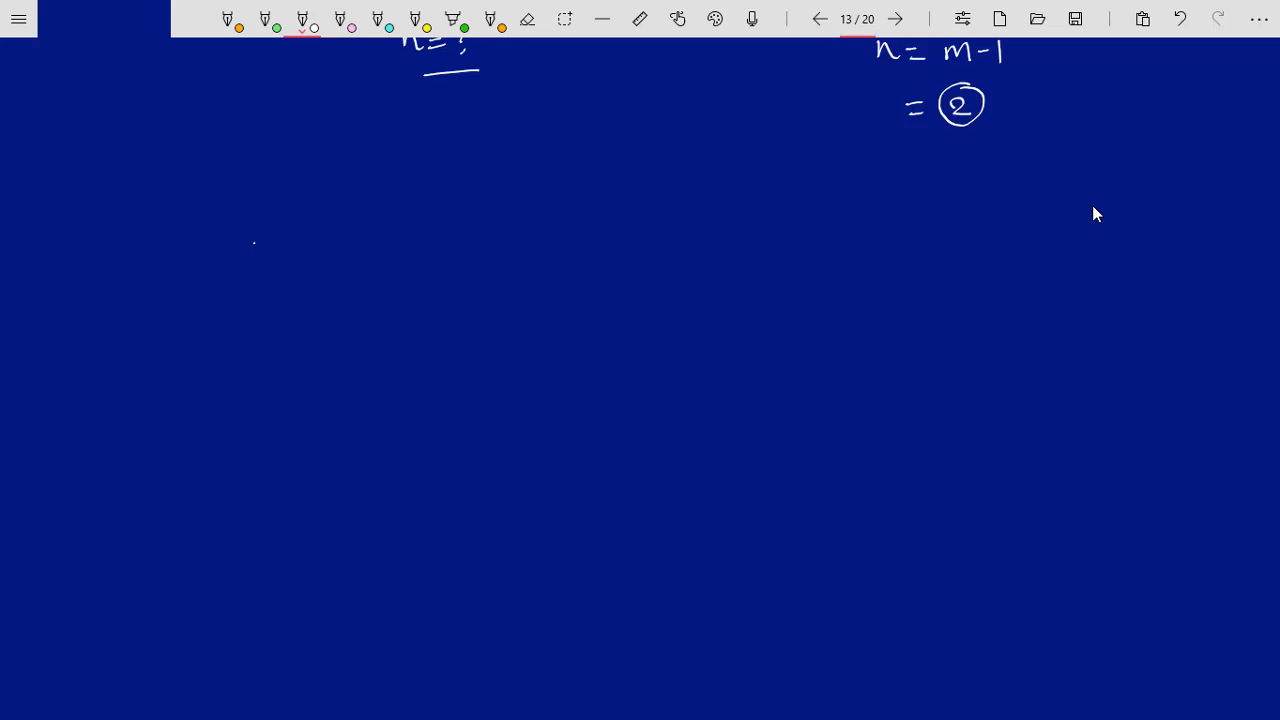 13 / 20
n = ?
n = m - 1
= 2